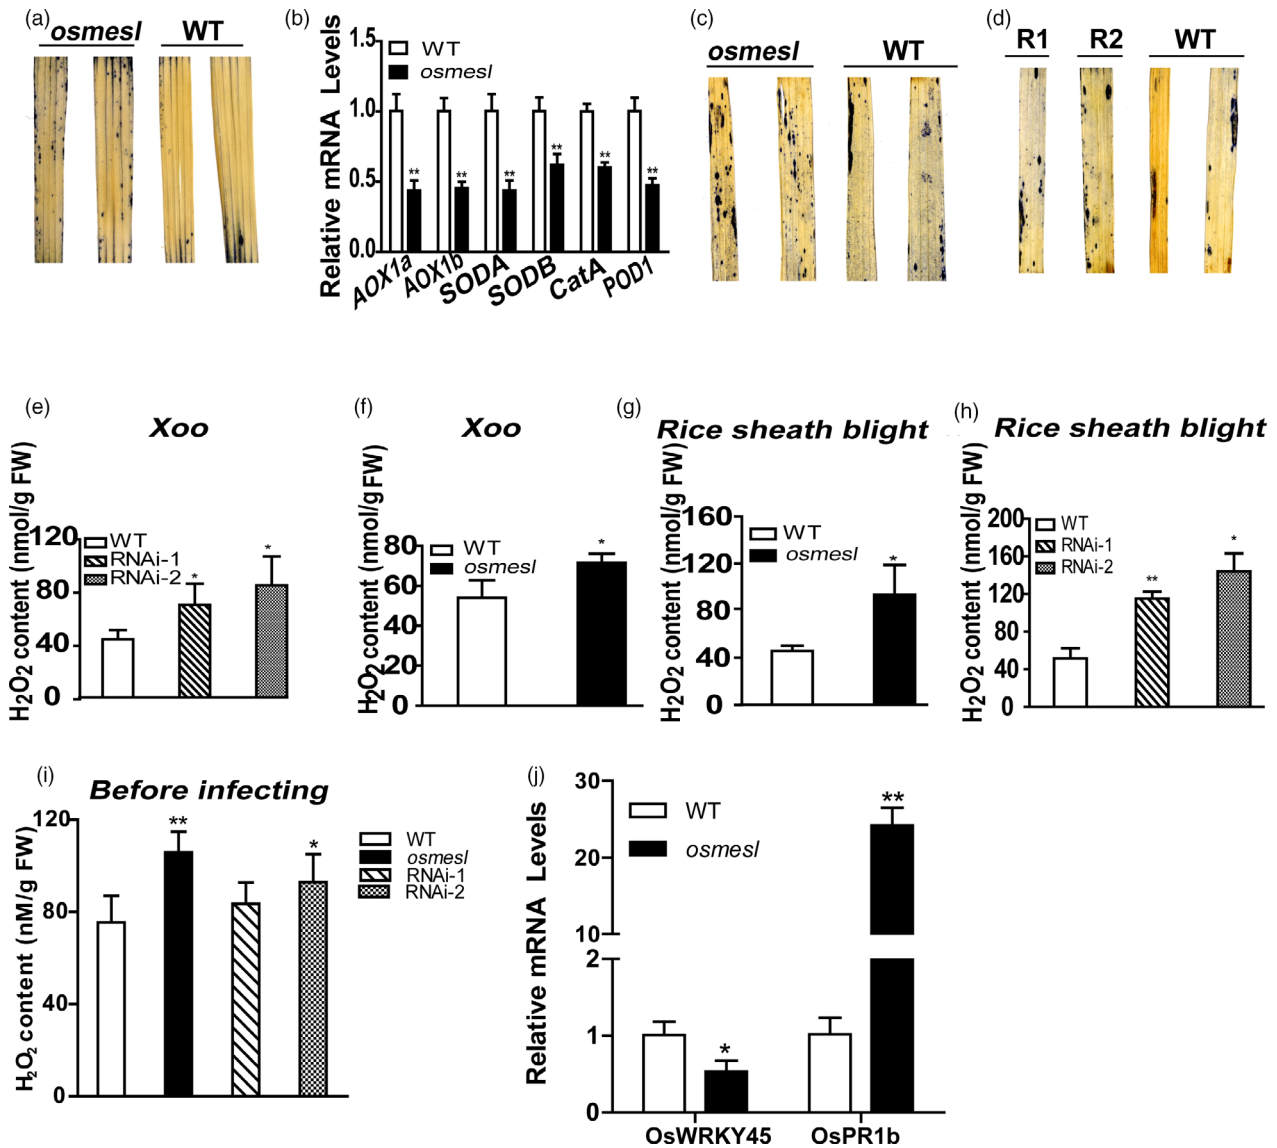 (a)
osmesl WT
(b)
Relative mRNA Levels
1.5
1.0
0.5
0.0
WT
osmesl
** ** ** ** ** **
AOX1a AOX1b SODA SODB CatA POD1
(c)
osmesl WT
(d)
R1 R2 WT
(e)
Xoo
H2O2 content (nmol/g FW)
120
80
40
0
WT
RNAi-1
RNAi-2
* *
(f)
Xoo
H2O2 content (nmol/g FW)
80
60
40
20
0
WT
osmesl
*
(g)
Rice sheath blight
H2O2 content (nmol/g FW)
160
120
80
40
0
WT
osmesl
*
(h)
Rice sheath blight
H2O2 content (nmol/g FW)
200
160
120
80
40
0
WT
RNAi-1
RNAi-2
** *
(i)
Before infecting
H2O2 content (nM/g FW)
120
80
40
0
** *
WT
osmesl
RNAi-1
RNAi-2
(j)
Relative mRNA Levels
30
20
10
2
1
0
WT
osmesl
* **
OsWRKY45 OsPR1b